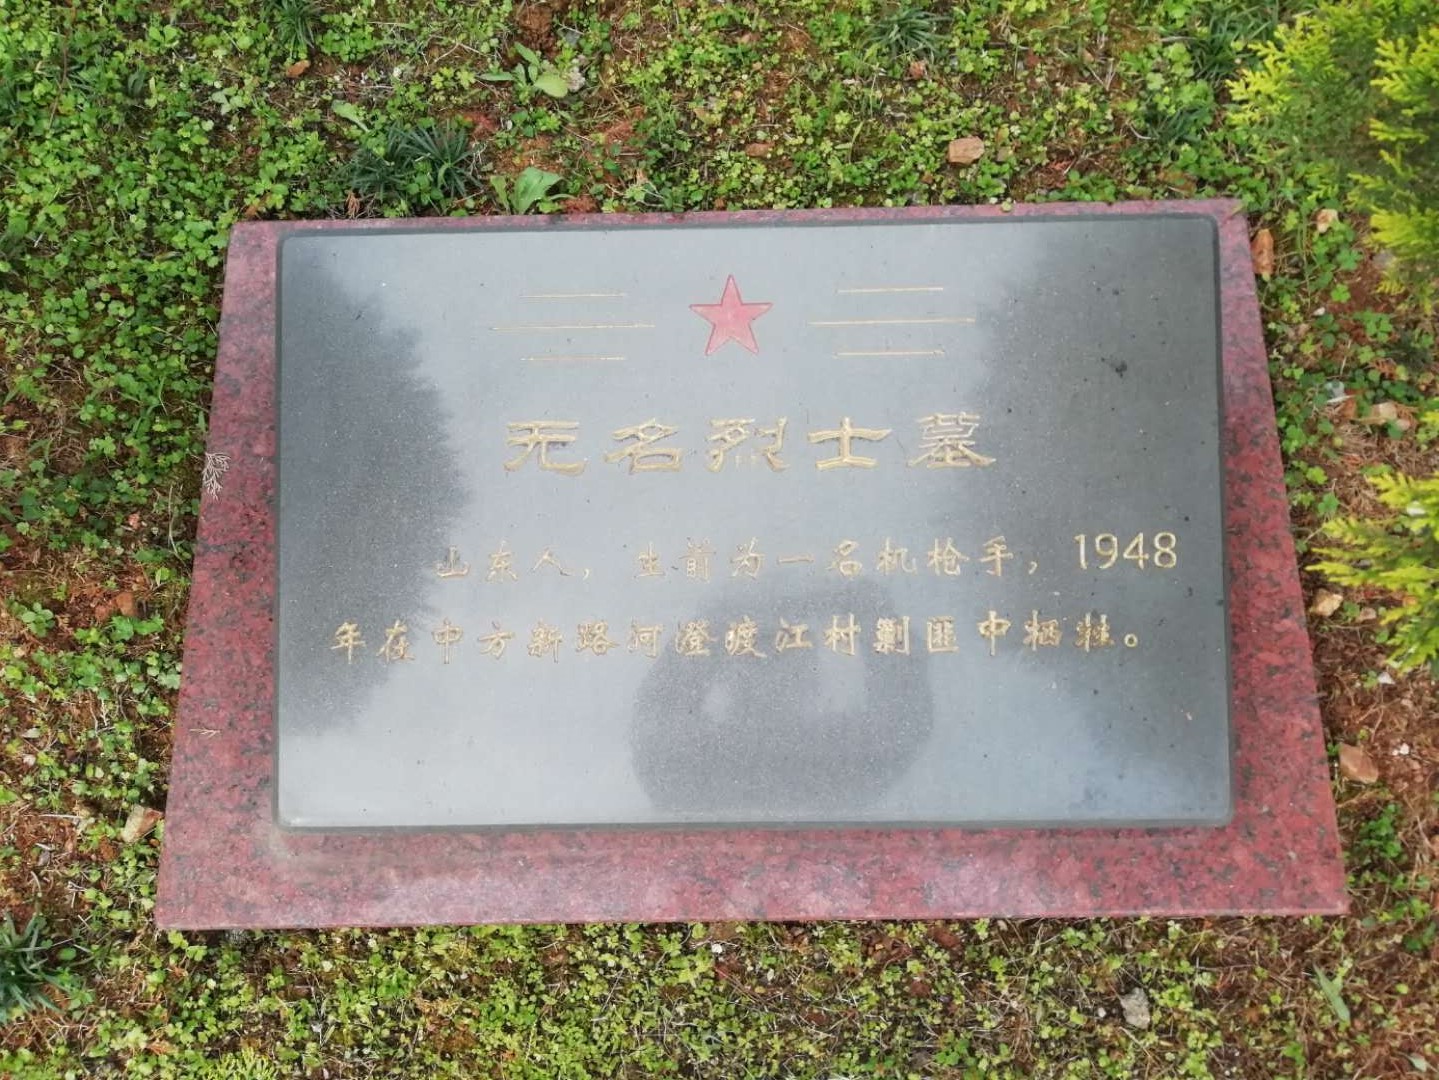 无名烈士墓
山东人，生前为一名机枪手，1948
年在中方新路河澄渡江村剿匪中牺牲。